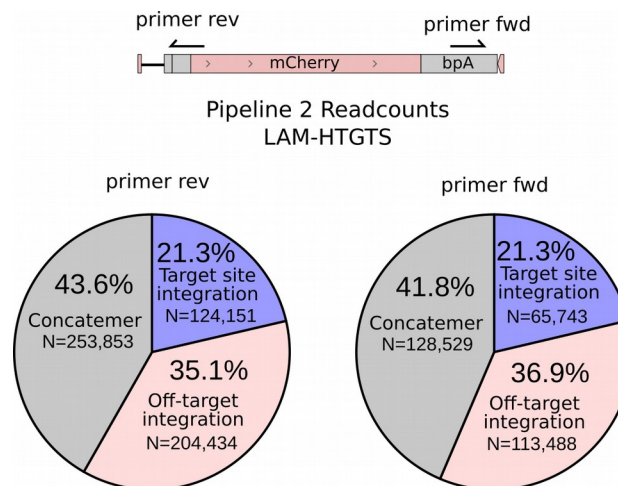 primer rev
primer fwd
mCherry
bpA
Pipeline 2 Readcounts
LAM-HTGTS
primer rev
primer fwd
43.6%
Concatemer
N=253,853
21.3%
Target site
integration
N=124,151
35.1%
Off-target
integration
N=204,434
41.8%
Concatemer
N=128,529
21.3%
Target site
integration
N=65,743
36.9%
Off-target
integration
N=113,488